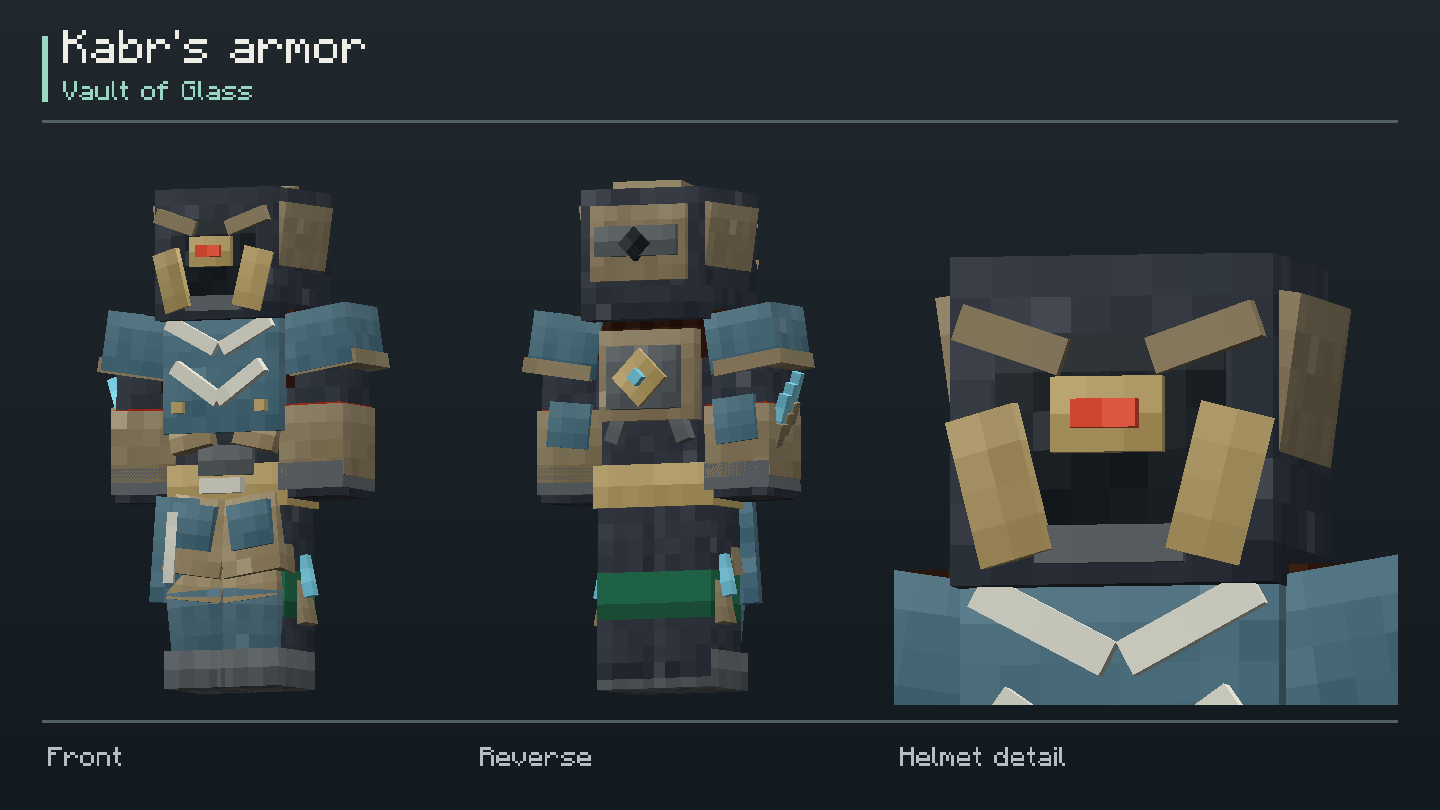 Kabr's armor
Vault of Glass
Front
Reverse
Helmet detail